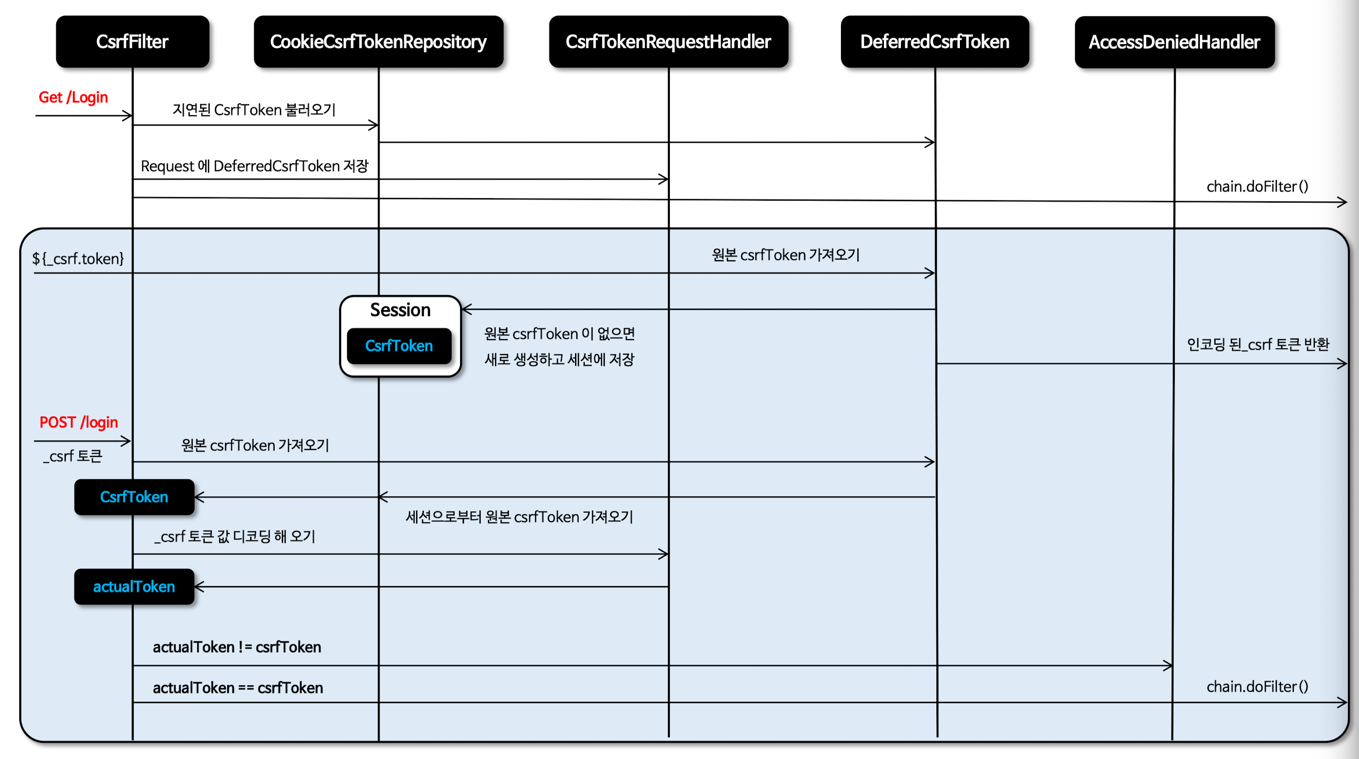 CsrfFilter
CookieCsrfTokenRepository
CsrfTokenRequestHandler
DeferredCsrfToken
AccessDeniedHandler
Get /Login
지연된 CsrfToken 불러오기
Request 에 DeferredCsrfToken 저장
chain.doFilter()
${_csrf.token}
원본 csrfToken 가져오기
Session
CsrfToken
원본 csrfToken 이 없으면
새로 생성하고 세션에 저장
인코딩 된_csrf 토큰 반환
POST /login
_csrf 토큰
원본 csrfToken 가져오기
CsrfToken
세션으로부터 원본 csrfToken 가져오기
_csrf 토큰 값 디코딩 해 오기
actualToken
actualToken != csrfToken
actualToken == csrfToken
chain.doFilter()